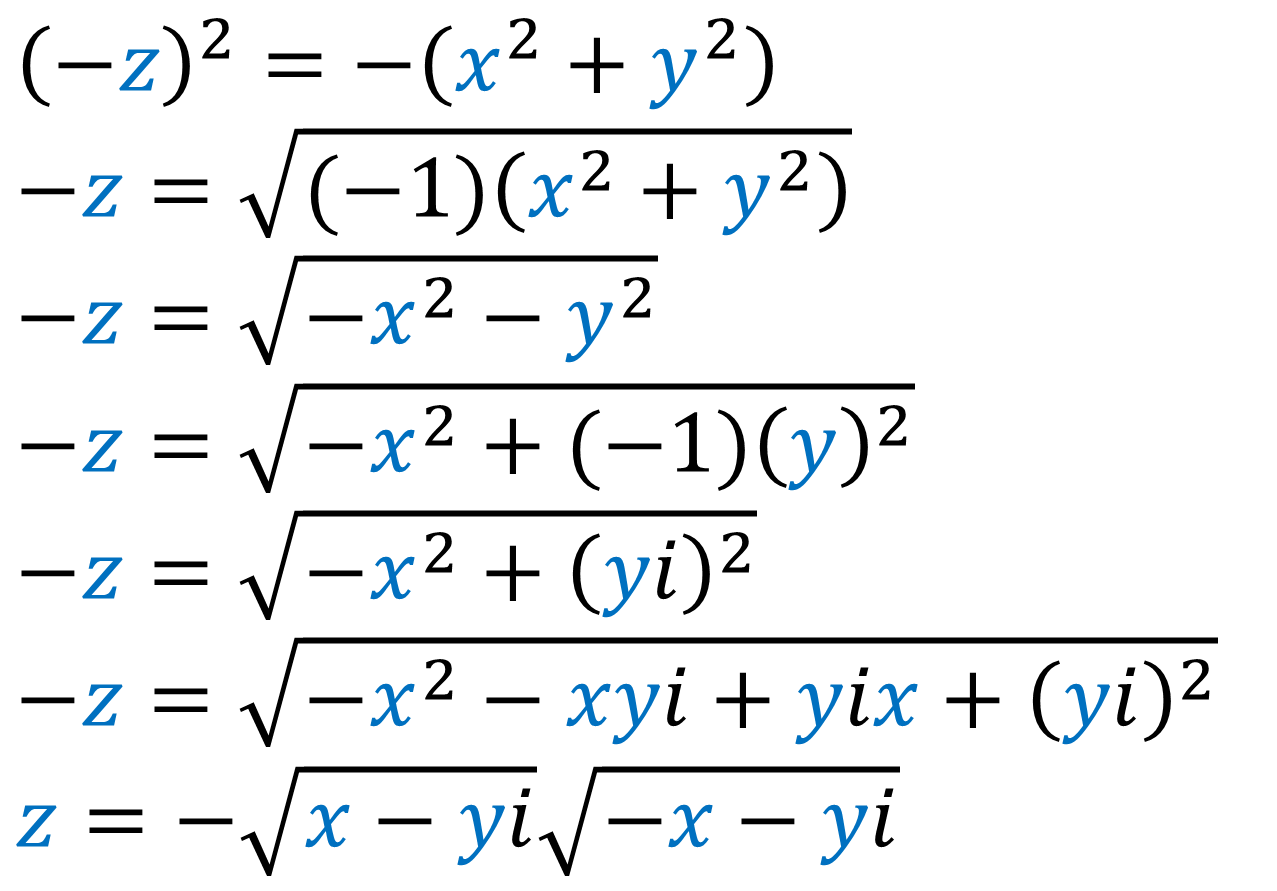 (−z)² = −(x² + y²)
−z = √((−1)(x² + y²))
−z = √(−x² − y²)
−z = √(−x² + (−1)(y)²)
−z = √(−x² + (yi)²)
−z = √(−x² − xyi + yix + (yi)²)
z = −√(x − yi)√(−x − yi)